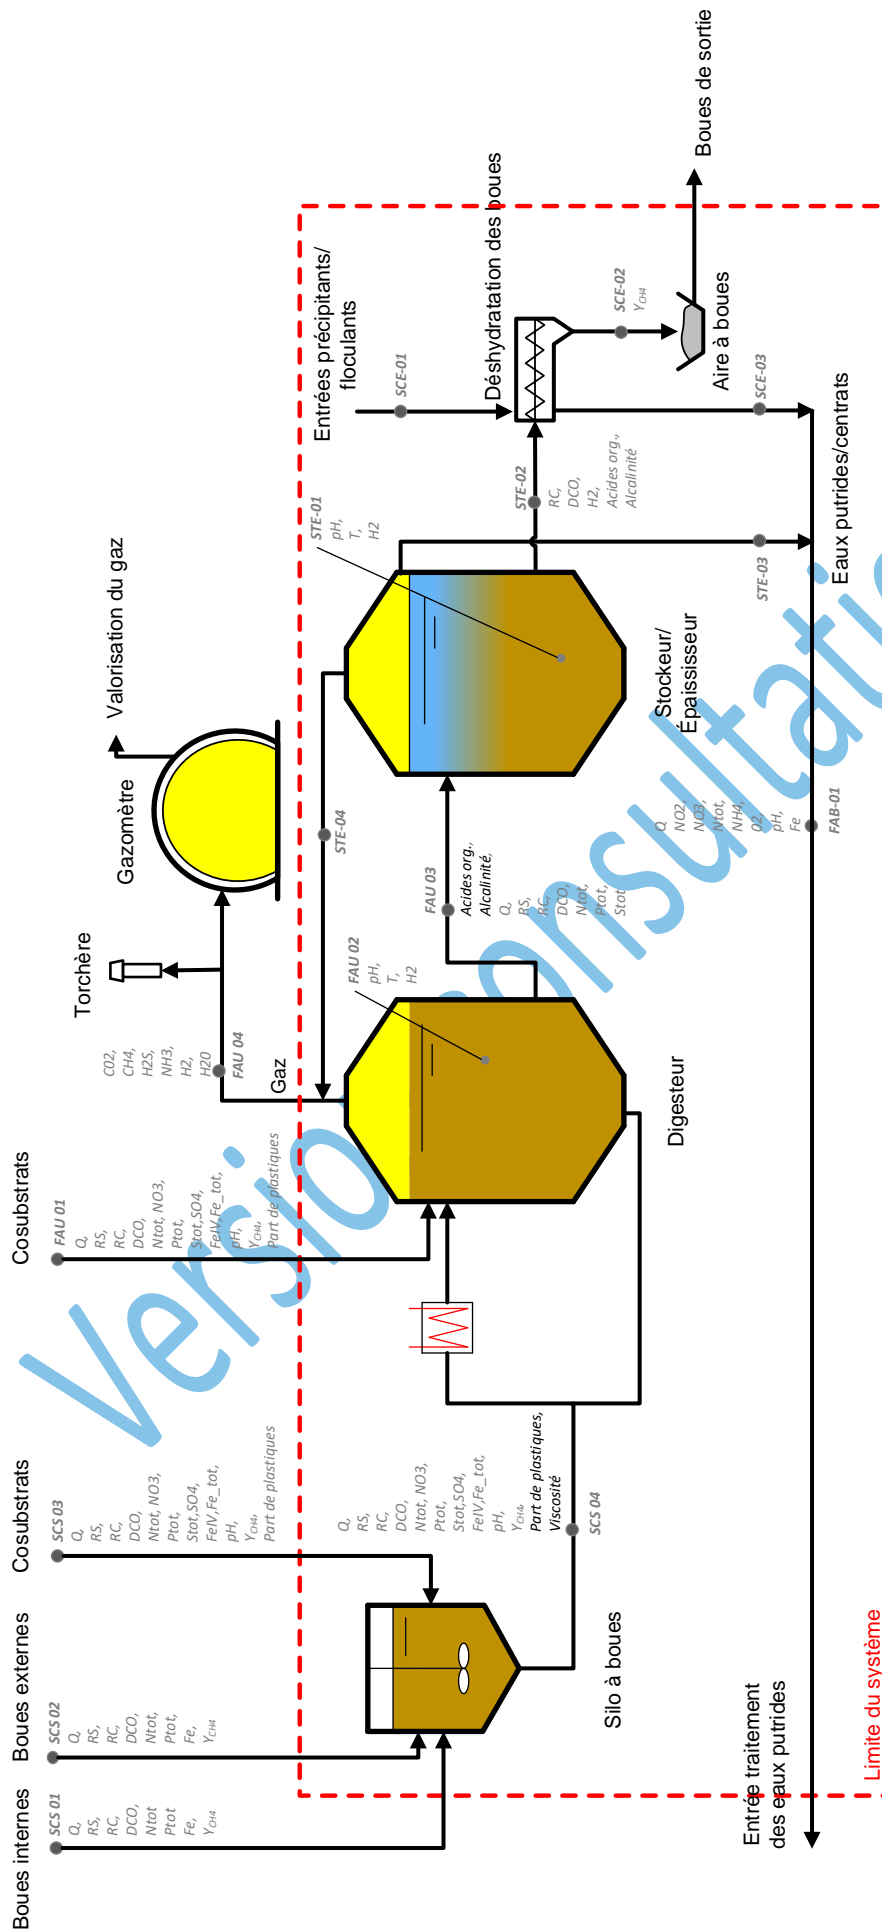 Boues internes
SCS 01
Q,
RS,
RC,
DCO,
Ntot
Ptot
Fe,
YCH4
Boues externes
SCS 02
Q,
RS,
RC,
DCO,
Ntot,
Ptot,
Fe,
YCH4
Cosubstrats
SCS 03
Q,
RS,
RC,
DCO,
Ntot, NO3,
Ptot,
Stot,SO4,
FeIV,Fe_tot,
pH,
YCH4,
Part de plastiques
Silo à boues
Q,
RS,
RC,
DCO,
Ntot, NO3,
Ptot,
Stot,SO4,
FeIV,Fe_tot,
pH,
YCH4,
Part de plastiques,
Viscosité
SCS 04
Cosubstrats
FAU 01
Q,
RS,
RC,
DCO,
Ntot, NO3,
Ptot,
Stot,SO4,
FeIV,Fe_tot,
pH,
YCH4,
Part de plastiques
Digesteur
FAU 02
pH,
T,
H2
Gaz
CO2,
CH4,
H2S,
NH3,
H2,
H2O
FAU 04
Torchère
Gazomètre
Valorisation du gaz
STE-04
FAU 03
Acides org.,
Alcalinité,
Q,
RS,
RC,
DCO,
Ntot,
Ptot,
Stot
Stockeur/
Épaississeur
STE-01
pH,
T,
H2
STE-02
RC,
DCO,
H2,
Acides org.,
Alcalinité
STE-03
Entrées précipitants/
floculants
SCE-01
Déshydratation des boues
SCE-02
YCH4
Aire à boues
Boues de sortie
SCE-03
Eaux putrides/centrats
Q
NO2,
NO3,
Ntot,
NH4,
O2,
pH,
Fe
FAB-01
Entrée traitement
des eaux putrides
Limite du système